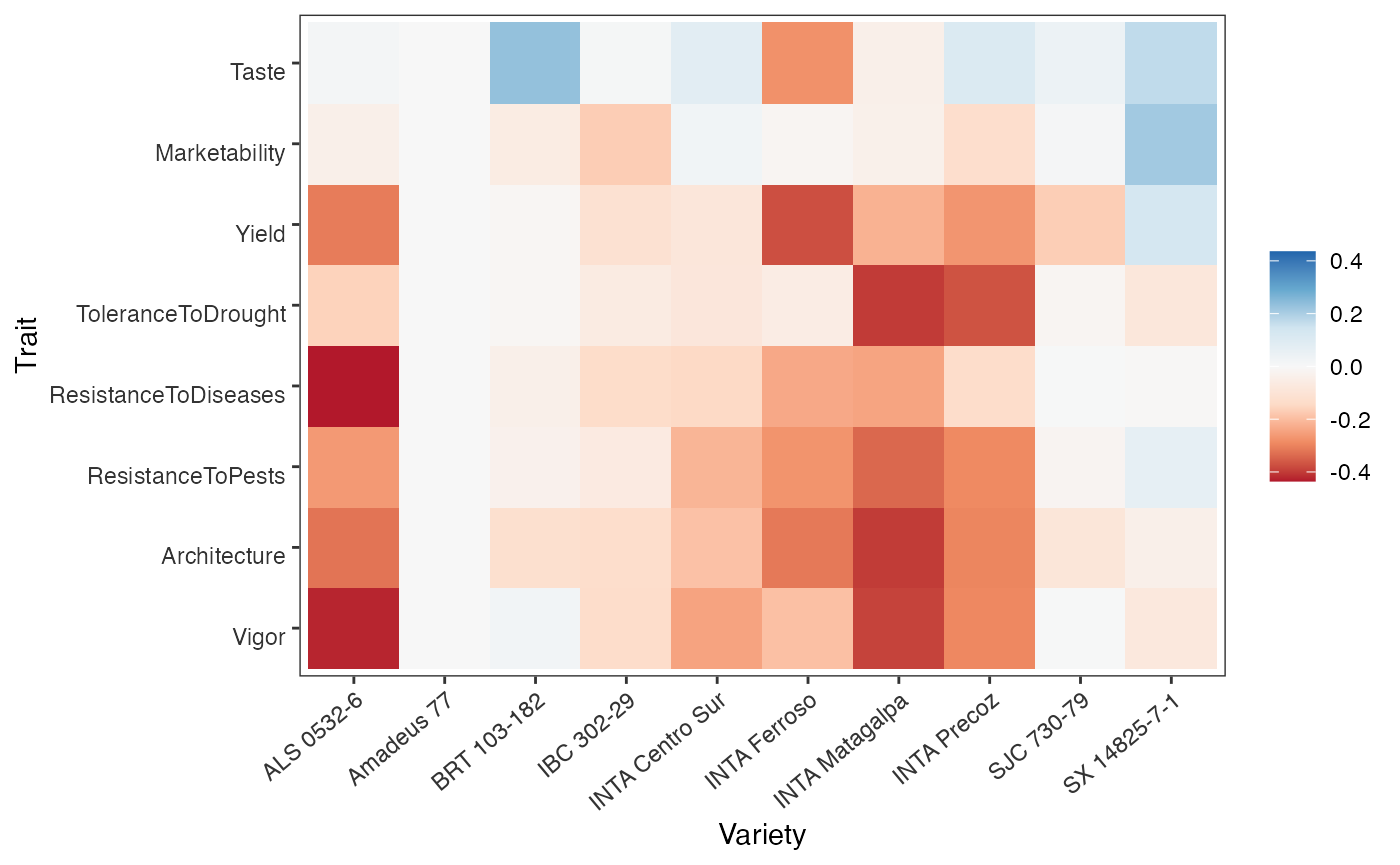 Trait
Taste
Marketability
Yield
ToleranceToDrought
ResistanceToDiseases
ResistanceToPests
Architecture
Vigor
ALS 0532-6
Amadeus 77
BRT 103-182
IBC 302-29
INTA Centro Sur
INTA Ferroso
INTA Matagalpa
INTA Precoz
SJC 730-79
SX 14825-7-1
Variety
0.4
0.2
0.0
-0.2
-0.4